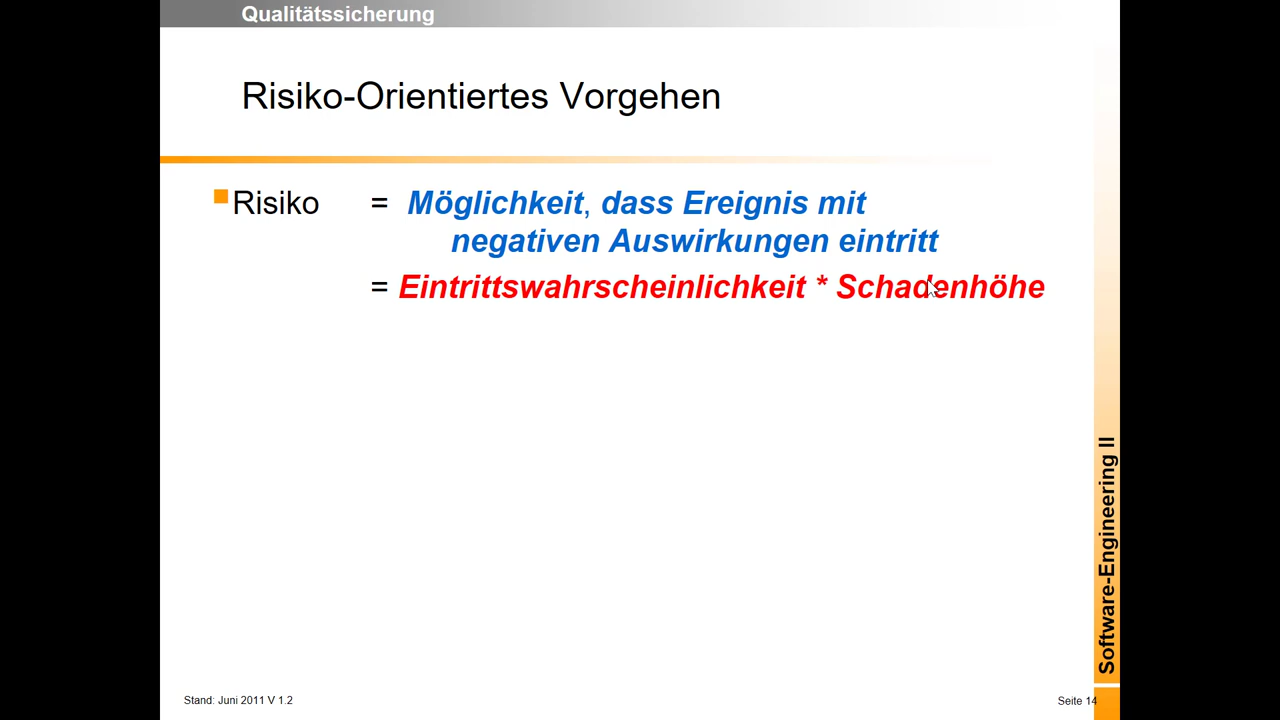 Qualitätssicherung
Risiko-Orientiertes Vorgehen
Risiko = Möglichkeit, dass Ereignis mit
negativen Auswirkungen eintritt
= Eintrittswahrscheinlichkeit * Schadenhöhe
Software-Engineering II
Stand: Juni 2011 V 1.2
Seite 14